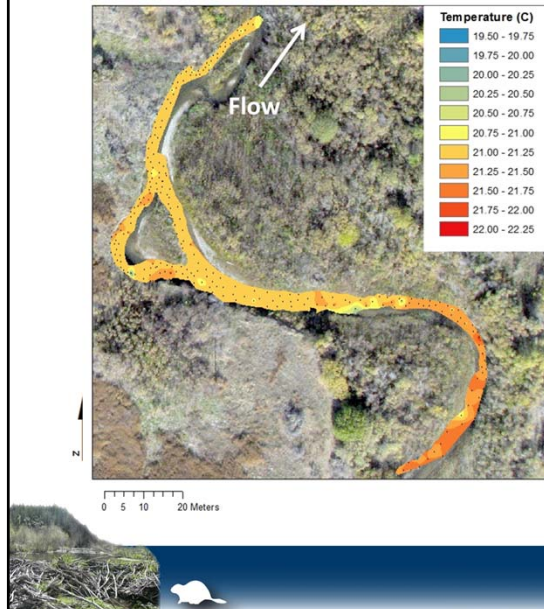 Temperature (C)
19.50 - 19.75
19.75 - 20.00
20.00 - 20.25
20.25 - 20.50
20.50 - 20.75
20.75 - 21.00
21.00 - 21.25
21.25 - 21.50
21.50 - 21.75
21.75 - 22.00
22.00 - 22.25
Flow
N
0 5 10 20 Meters